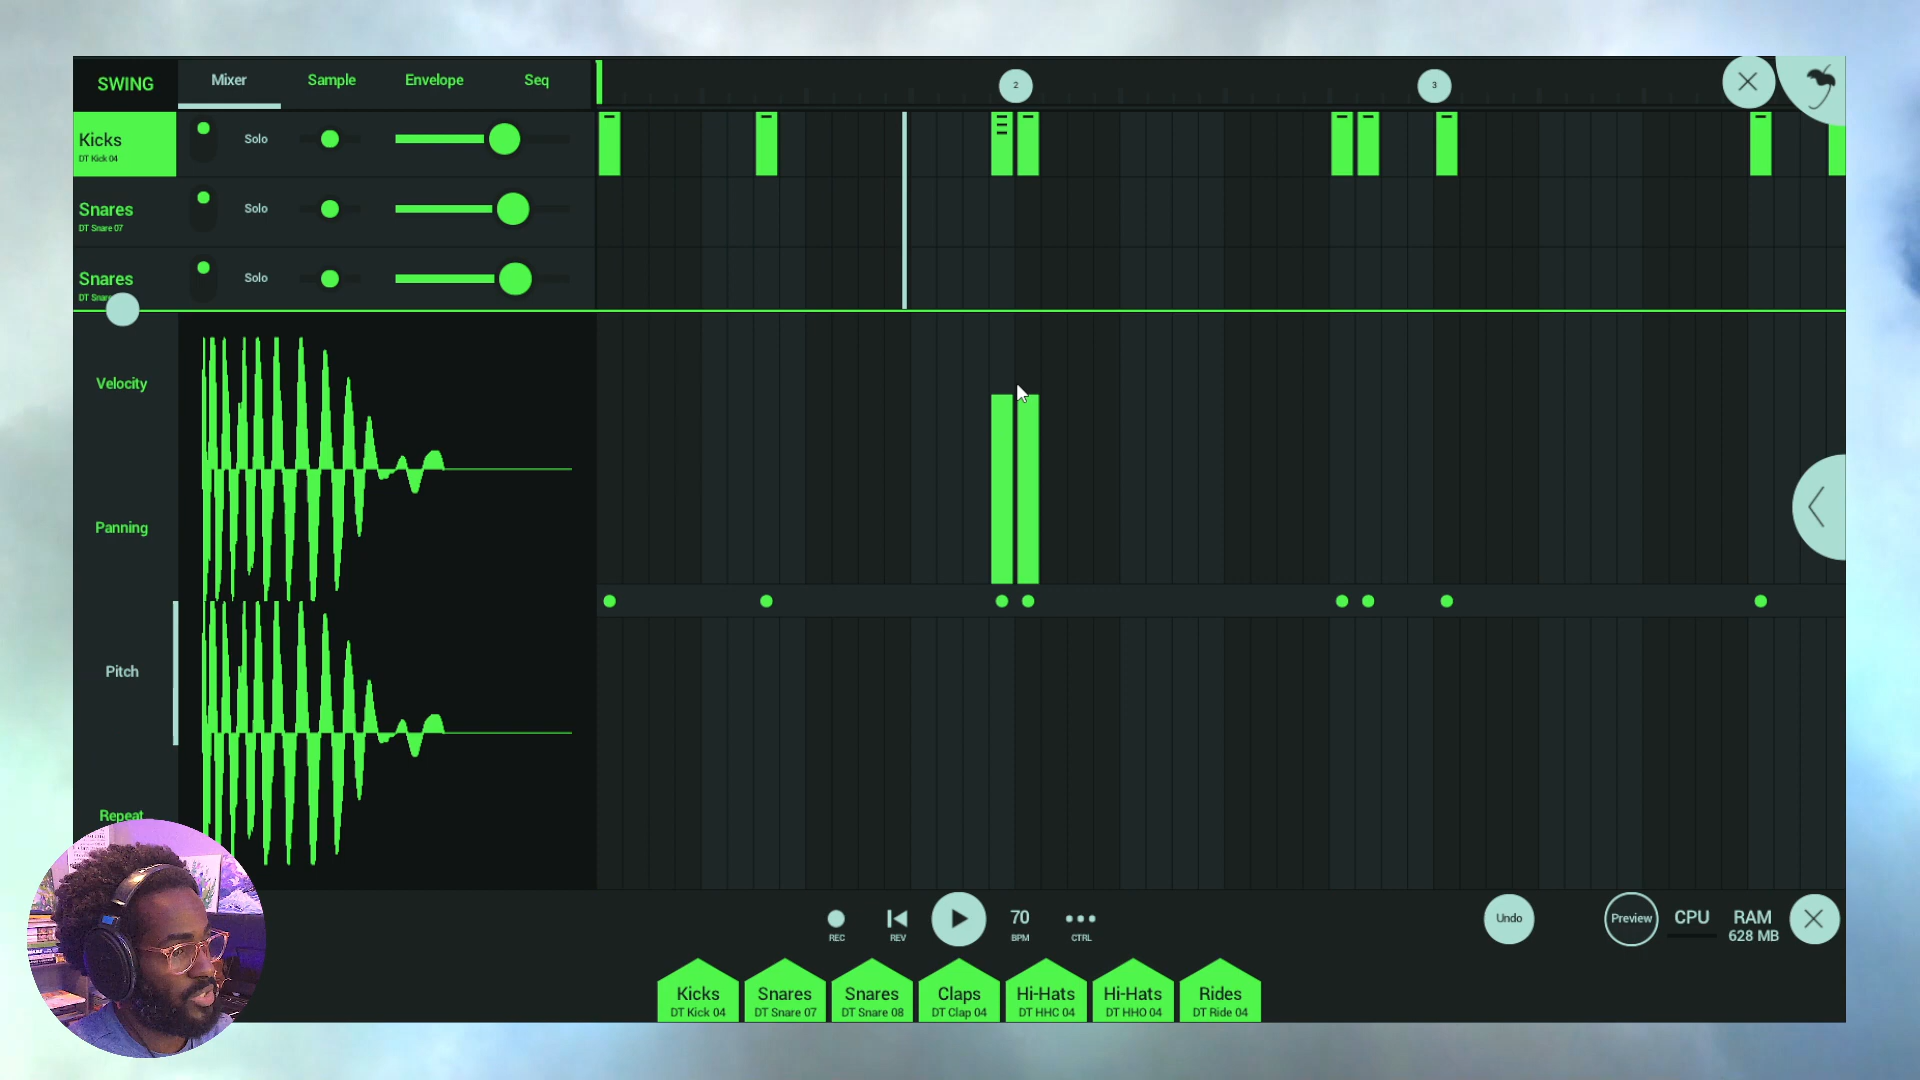 SWING
Mixer
Sample
Envelope
Seq
2
3
Kicks
DT Kick 04
Solo
Snares
DT Snare 07
Solo
Snares
Solo
Velocity
Panning
Pitch
Repeat
REC
REV
70
BPM
CTRL
Undo
Preview
CPU
RAM
628 MB
Kicks
DT Kick 04
Snares
DT Snare 07
Snares
DT Snare 08
Claps
DT Clap 04
Hi-Hats
DT HHC 04
Hi-Hats
DT HHO 04
Rides
DT Ride 04